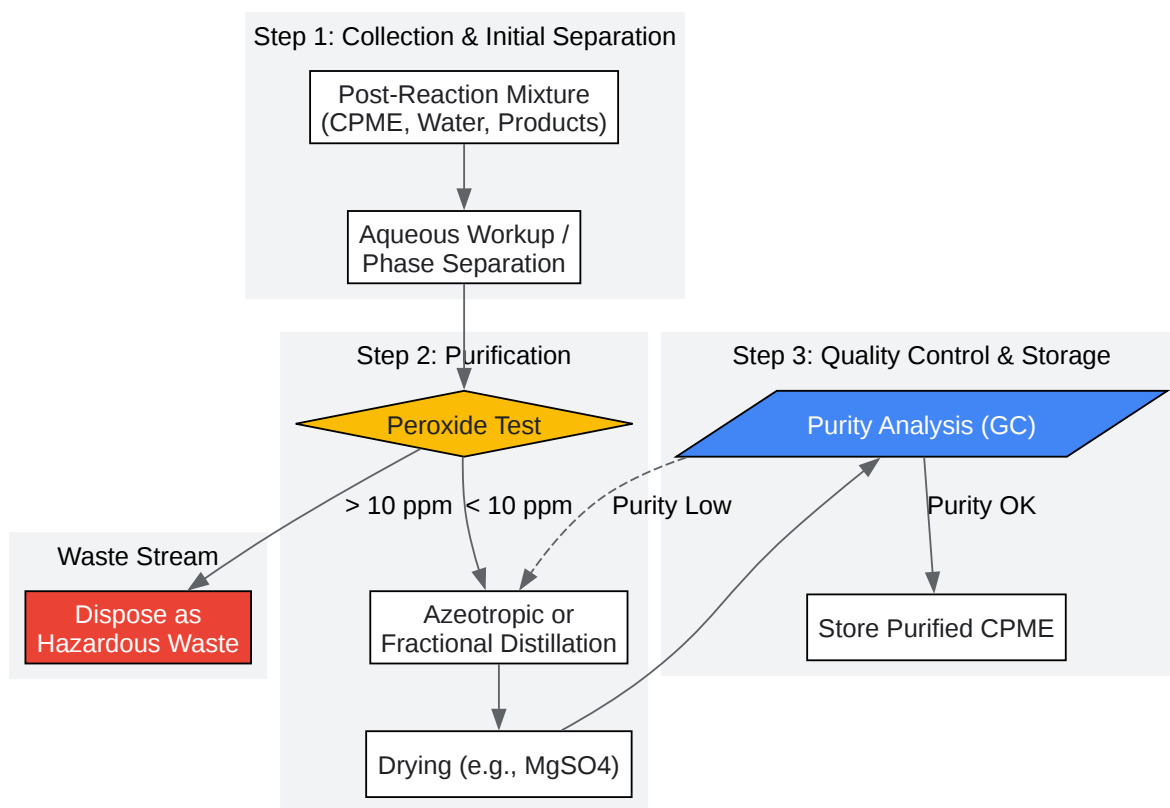 Step 1: Collection & Initial Separation
Post-Reaction Mixture
(CPME, Water, Products)
Aqueous Workup /
Phase Separation
Step 2: Purification
Peroxide Test
> 10 ppm
< 10 ppm
Waste Stream
Dispose as
Hazardous Waste
Azeotropic or
Fractional Distillation
Drying (e.g., MgSO4)
Step 3: Quality Control & Storage
Purity Analysis (GC)
Purity Low
Purity OK
Store Purified CPME